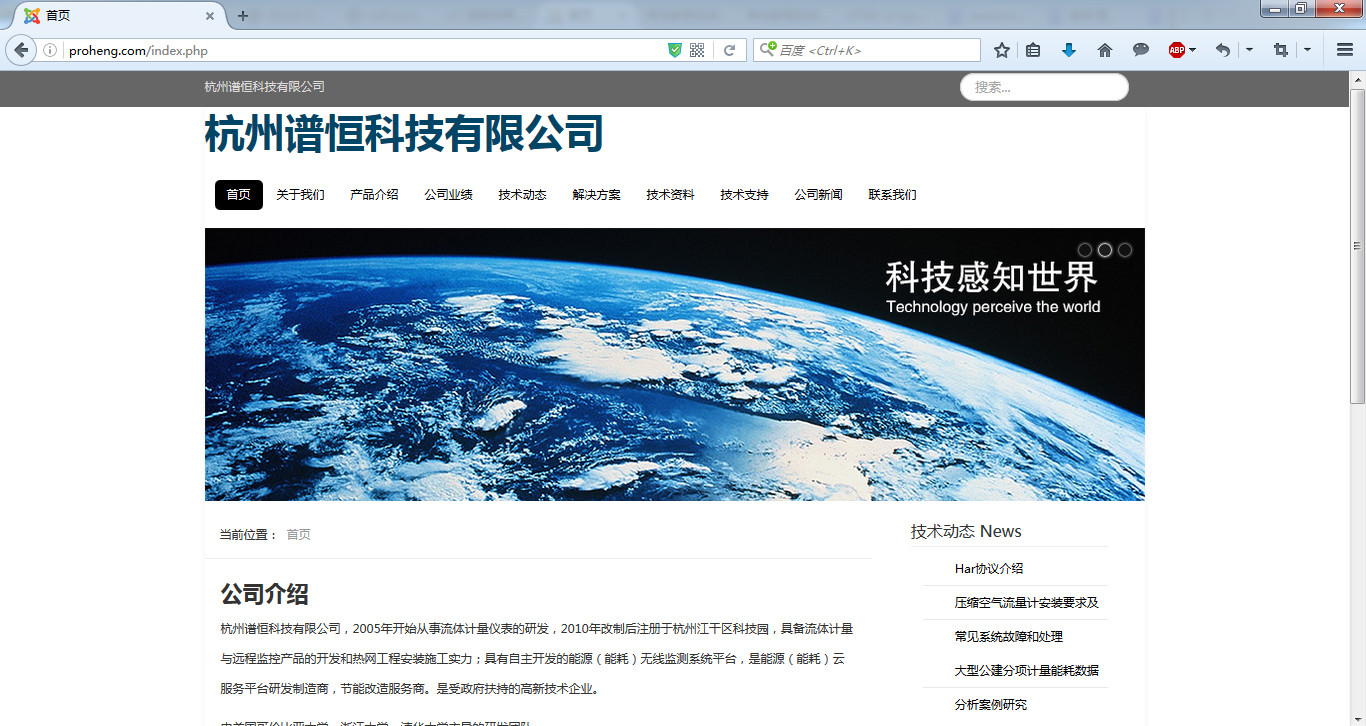 首页
proheng.com/index.php
百度 <Ctrl+K>
ABP
杭州谱恒科技有限公司
搜索...
杭州谱恒科技有限公司
首页 关于我们 产品介绍 公司业绩 技术动态 解决方案 技术资料 技术支持 公司新闻 联系我们
科技感知世界
Technology perceive the world
当前位置： 首页
公司介绍
杭州谱恒科技有限公司，2005年开始从事流体计量仪表的研发，2010年改制后注册于杭州江干区科技园，具备流体计量
与远程监控产品的开发和热网工程安装施工实力；具有自主开发的能源（能耗）无线监测系统平台，是能源（能耗）云
服务平台研发制造商，节能改造服务商。是受政府扶持的高新技术企业。
技术动态 News
Har协议介绍
压缩空气流量计安装要求及
常见系统故障和处理
大型公建分项计量能耗数据
分析案例研究